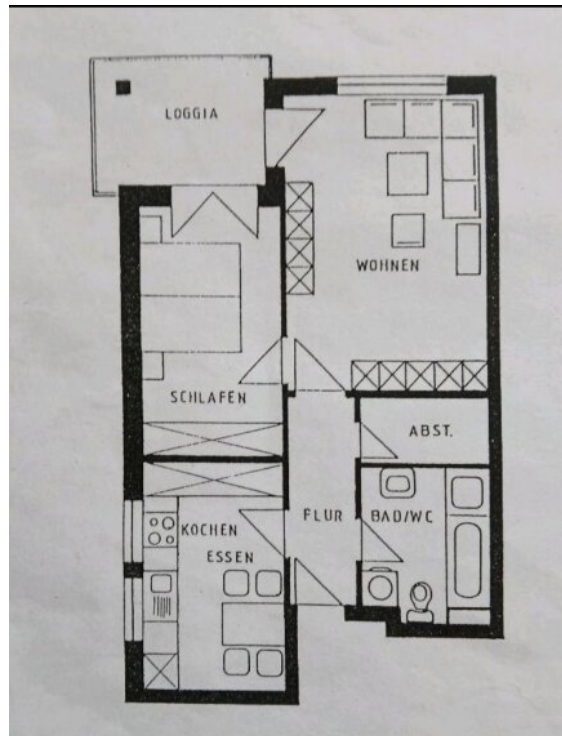 LOGGIA
WOHNEN
SCHLAFEN
ABST.
KOCHEN
ESSEN
FLUR
BAD/WC